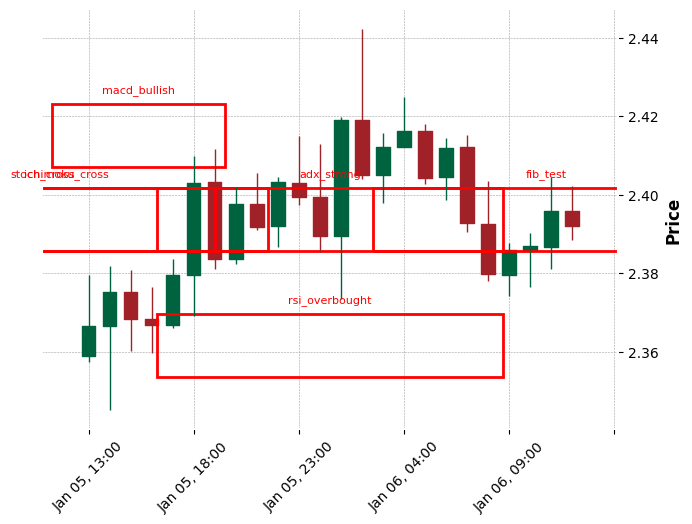 macd_bullish
adx_strong
fib_test
rsi_overbought
2.44
2.42
2.40
2.38
2.36
Price
Jan 05, 13:00
Jan 05, 18:00
Jan 05, 23:00
Jan 06, 04:00
Jan 06, 09:00